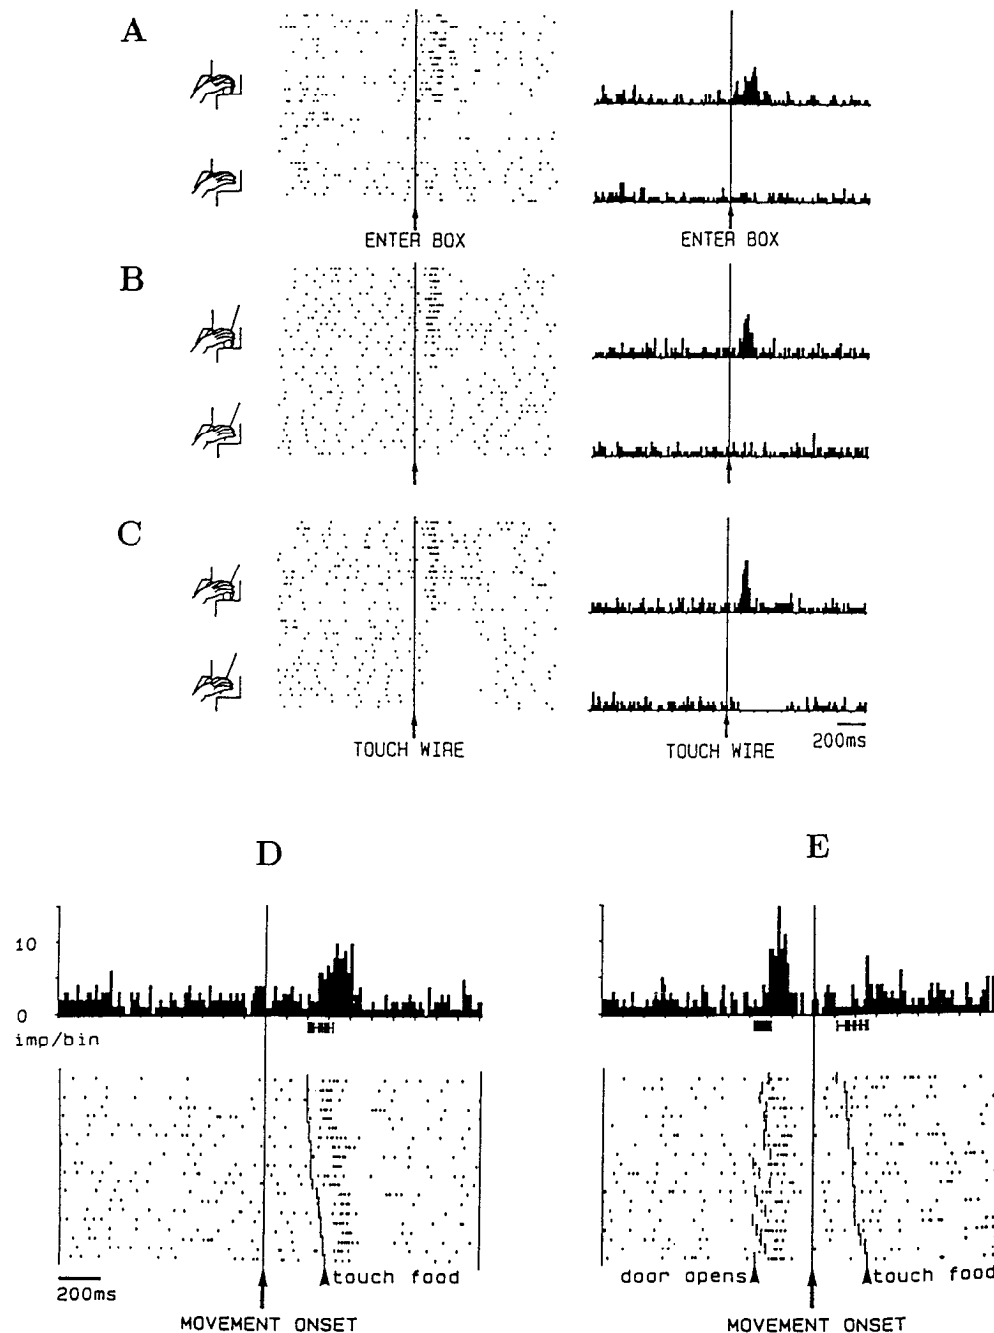 A
ENTER BOX
ENTER BOX
B
C
TOUCH WIRE
TOUCH WIRE
200ms
D
E
10
0
imp/bin
touch food
200ms
MOVEMENT ONSET
door opens
touch food
MOVEMENT ONSET